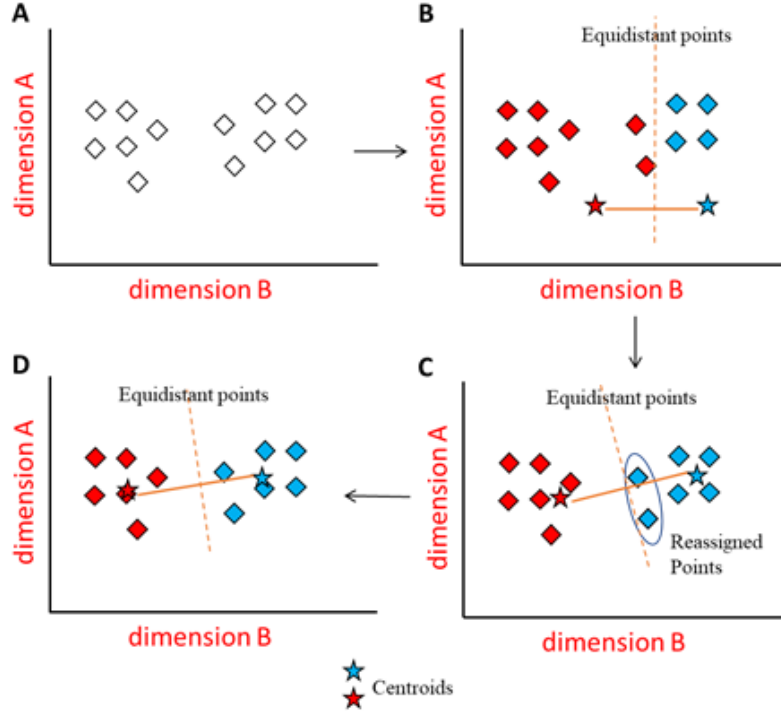 A
dimension A
dimension B
B
Equidistant points
dimension A
dimension B
C
Equidistant points
dimension A
Reassigned
Points
dimension B
D
Equidistant points
dimension A
dimension B
Centroids